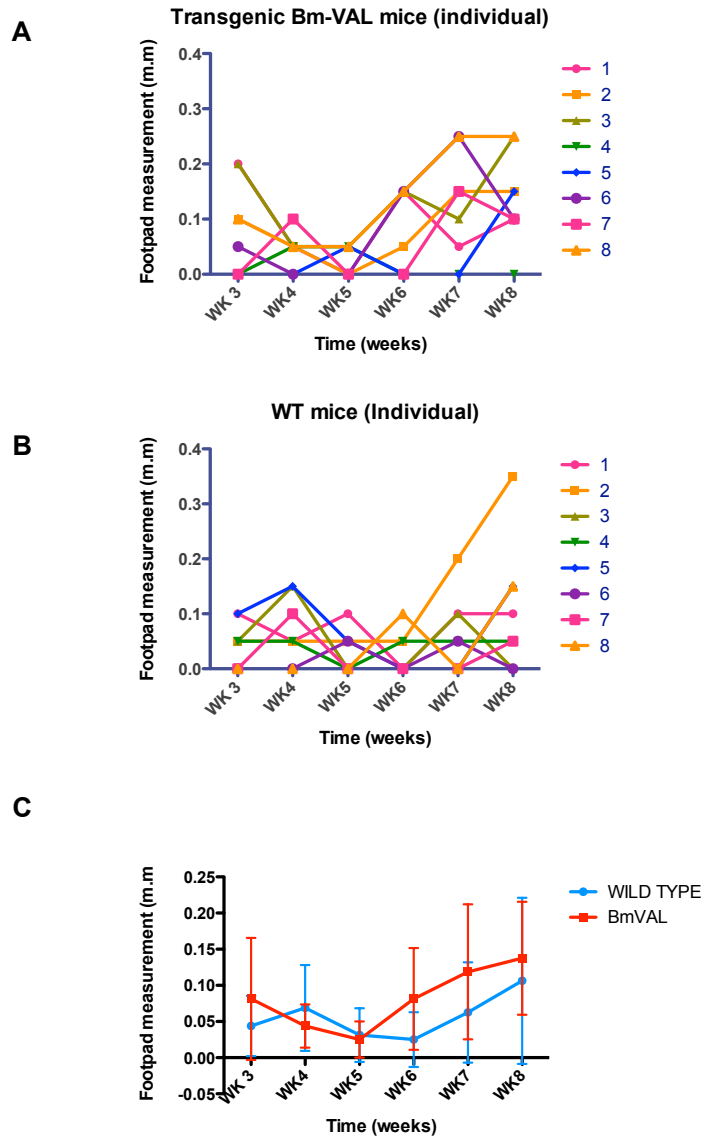 A
Transgenic Bm-VAL mice (individual)
Footpad measurement (m.m)
0.4
0.3
0.2
0.1
0.0
WK 3
WK4
WK5
WK6
WK7
WK8
Time (weeks)
1
2
3
4
5
6
7
8
B
WT mice (Individual)
Footpad measurement (m.m)
0.4
0.3
0.2
0.1
0.0
WK 3
WK4
WK5
WK6
WK7
WK8
Time (weeks)
1
2
3
4
5
6
7
8
C
Footpad measurement (m.m
0.25
0.20
0.15
0.10
0.05
0.00
-0.05
WK 3
WK4
WK5
WK6
WK7
WK8
Time (weeks)
WILD TYPE
BmVAL